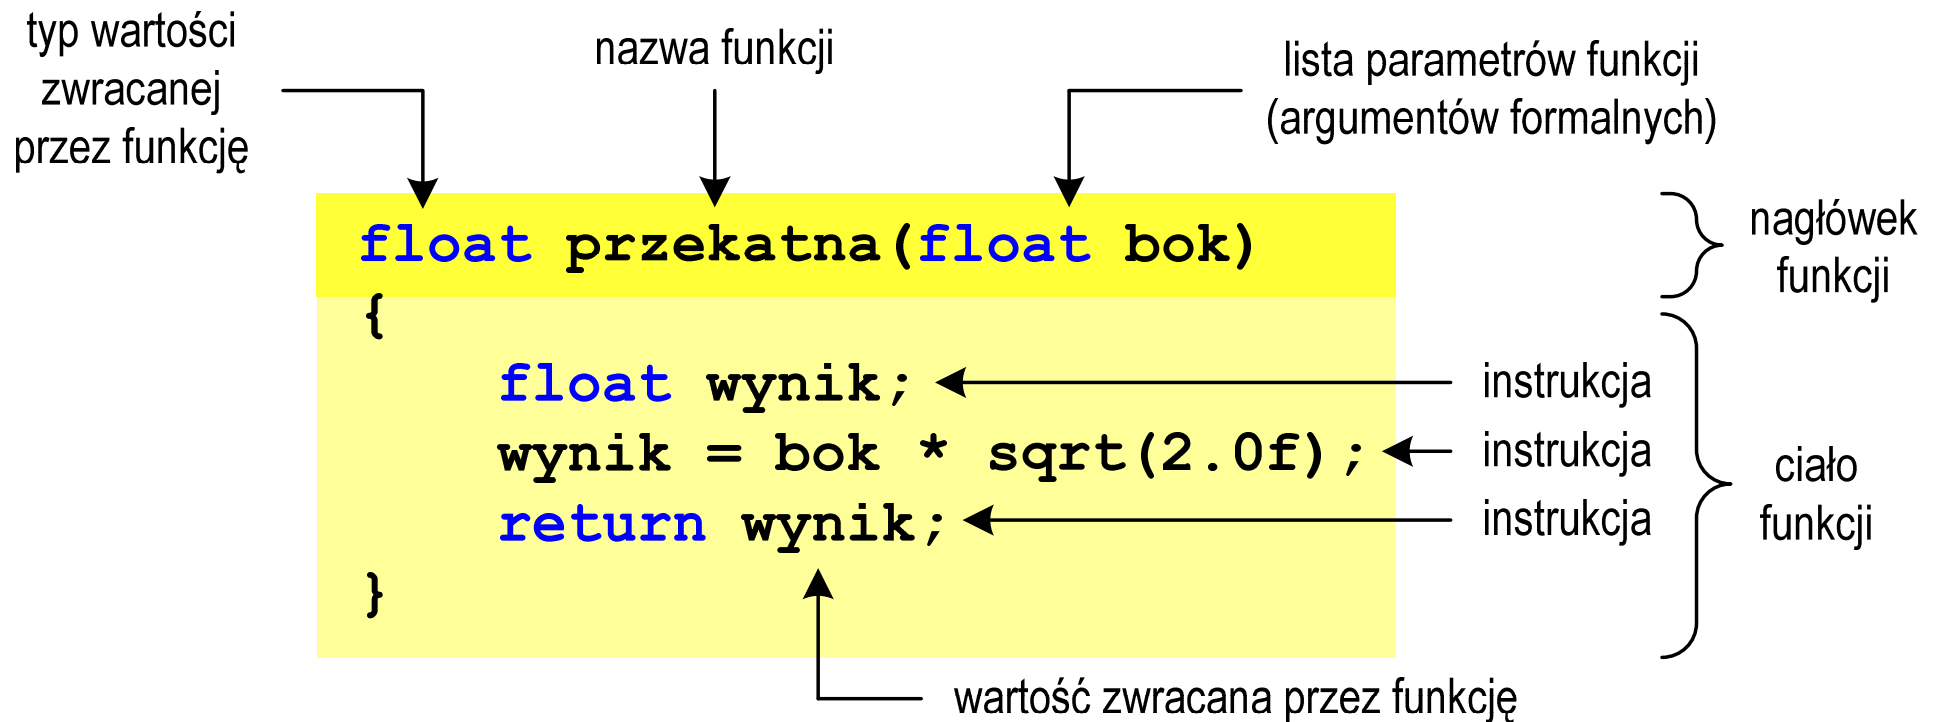 typ wartości
zwracanej
przez funkcję
nazwa funkcji
lista parametrów funkcji
(argumentów formalnych)
float przekatna(float bok)
nagłówek
funkcji
{
float wynik;
instrukcja
wynik = bok * sqrt(2.0f);
instrukcja
return wynik;
instrukcja
}
ciało
funkcji
wartość zwracana przez funkcję